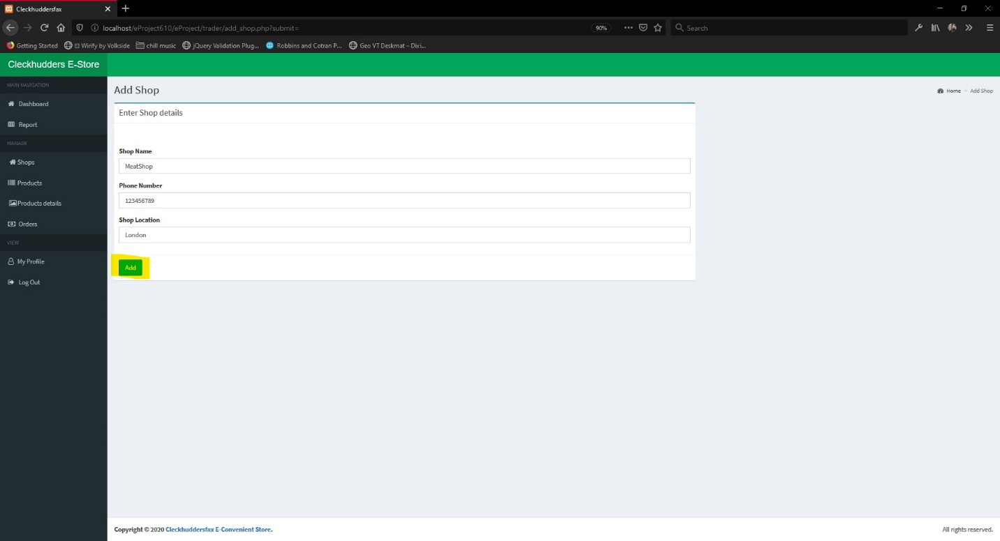 Cleckhuddersfax
localhost/eProject610/eProject/trader/add_shop.php?submit=
90%
Search
Getting Started
Wirify by Volkside
chill music
jQuery Validation Plug...
Robbins and Cotran P...
Geo VT Deskmat – Dixi...
Cleckhudders E-Store
MAIN NAVIGATION
Dashboard
Report
MANAGE
Shops
Products
Products details
Orders
VIEW
My Profile
Log Out
Add Shop
Home > Add Shop
Enter Shop details
Shop Name
MeatShop
Phone Number
123456789
Shop Location
London
Add
Copyright © 2020 Cleckhuddersfax E-Convenient Store.
All rights reserved.